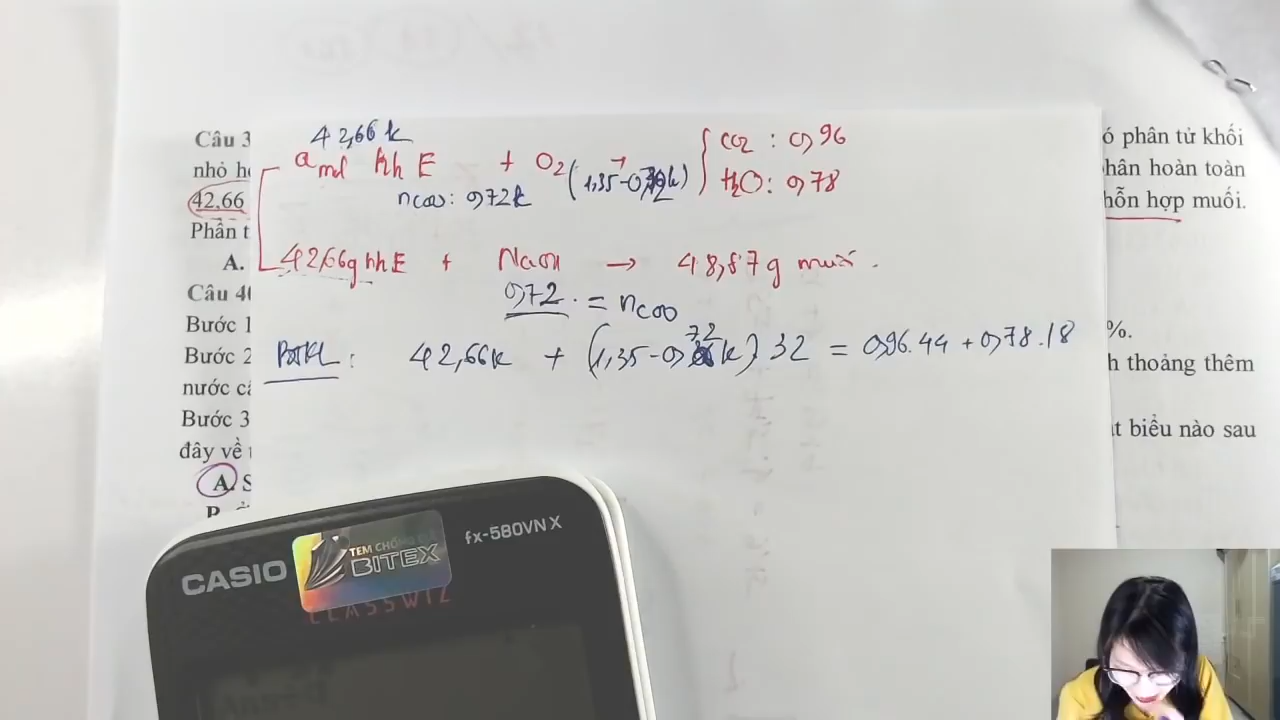 Câu 3
42,66 k
ó phân tử khối
nhỏ h
a mol hh E + O2 (1,35-0,72k) → CO2 : 0,96
H2O: 0,78
hân hoàn toàn
42,66
nCOO: 0,72k
hỗn hợp muối.
Phần t
A.
42,66g hh E + NaOH → 48,87g muối.
Câu 4
0,72 = nCOO
Bước 1
%.
Bước 2
BTKL: 42,66k + (1,35-0,72k) 32 = 0,96.44 + 0,78.18
h thoảng thêm
nước c
Bước 3
t biểu nào sau
đây về
A. S
CASIO
TEM CHỐNG GIẢ
BITEX
fx-580VN X
CLASSWIZ